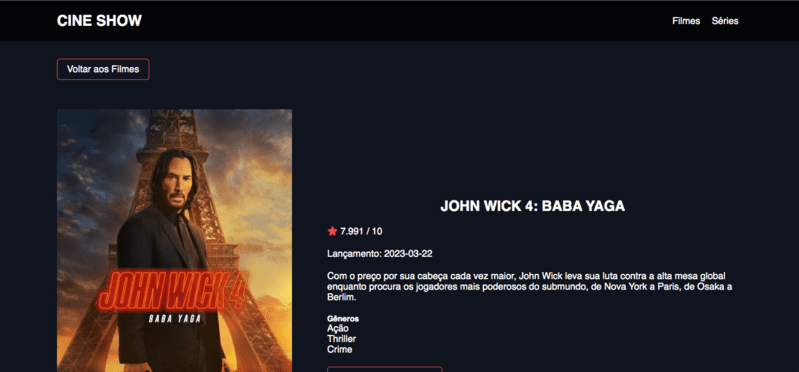 CINE SHOW
Filmes
Séries
Voltar aos Filmes
JOHN WICK 4
BABA YAGA
JOHN WICK 4: BABA YAGA
7.991 / 10
Lançamento: 2023-03-22
Com o preço por sua cabeça cada vez maior, John Wick leva sua luta contra a alta mesa global
enquanto procura os jogadores mais poderosos do submundo, de Nova York a Paris, de Osaka a
Berlim.
Gêneros
Ação
Thriller
Crime